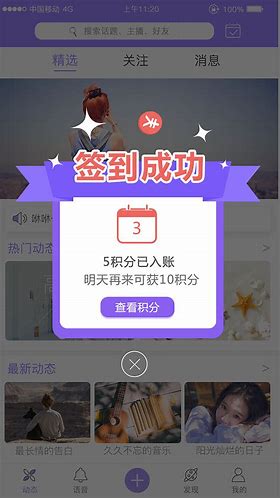 中国移动 4G
上午11:20
100%
搜索话题、主播、好友
精选
关注
消息
签到成功
3
5积分已入账
明天再来可获10积分
查看积分
咻咻
热门动态
最新动态
最长情的告白
久久不忘的音乐
阳光灿烂的日子
动态
语音
发现
我的